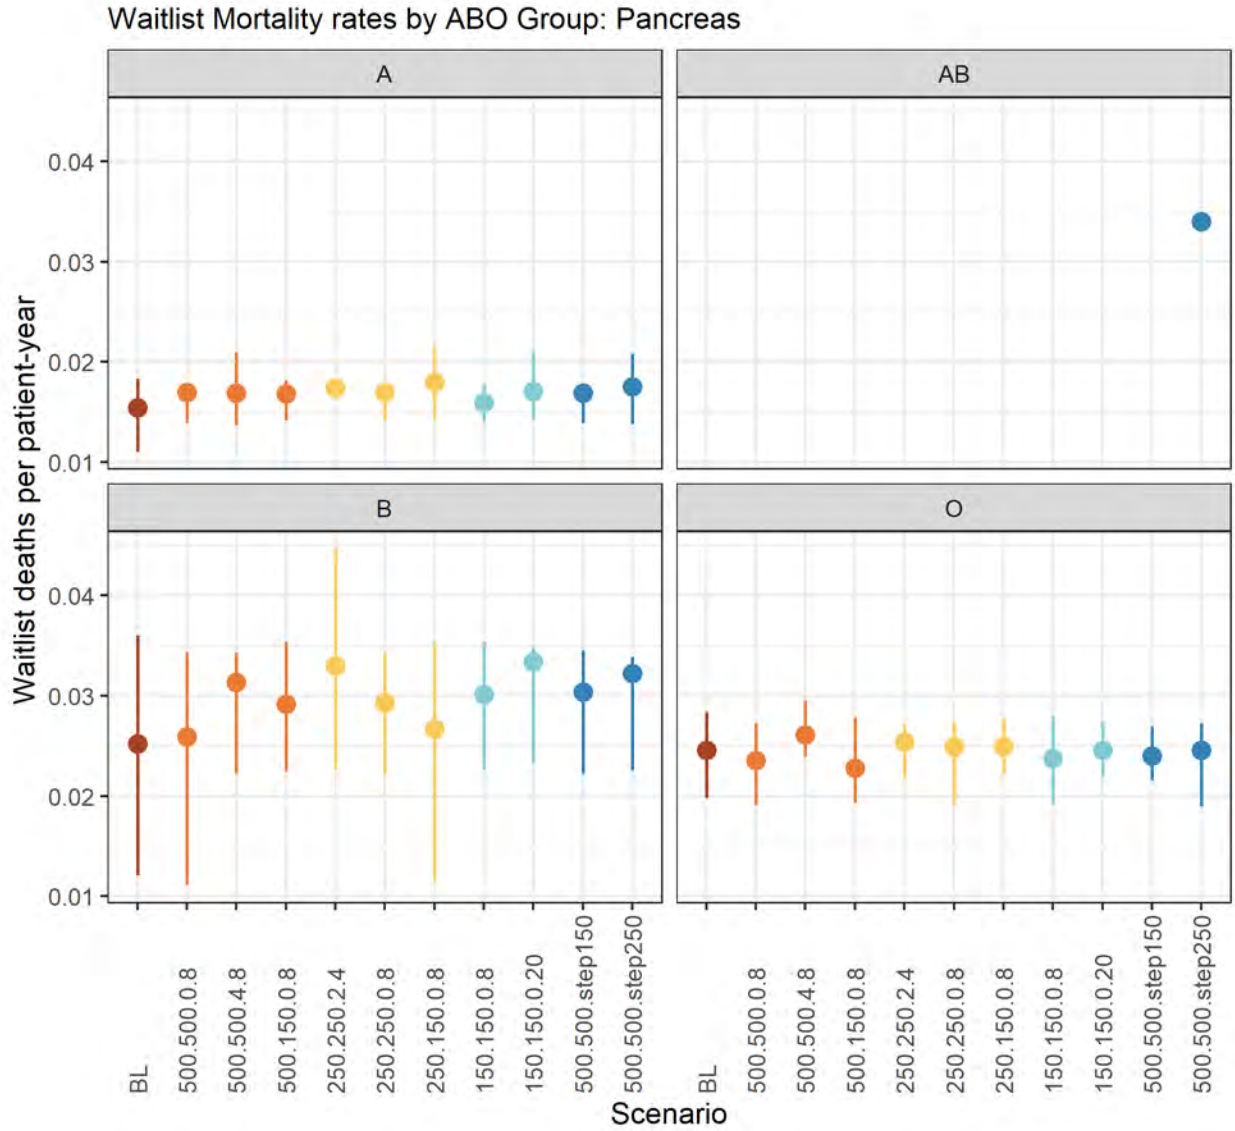 Waitlist Mortality rates by ABO Group: Pancreas
A
AB
0.04
0.03
0.02
0.01
B
O
0.04
0.03
0.02
0.01
Waitlist deaths per patient-year
BL
500.500.0.8
500.500.4.8
500.150.0.8
250.250.2.4
250.250.0.8
250.150.0.8
150.150.0.8
150.150.0.20
500.500.step150
500.500.step250
BL
500.500.0.8
500.500.4.8
500.150.0.8
250.250.2.4
250.250.0.8
250.150.0.8
150.150.0.8
150.150.0.20
500.500.step150
500.500.step250
Scenario